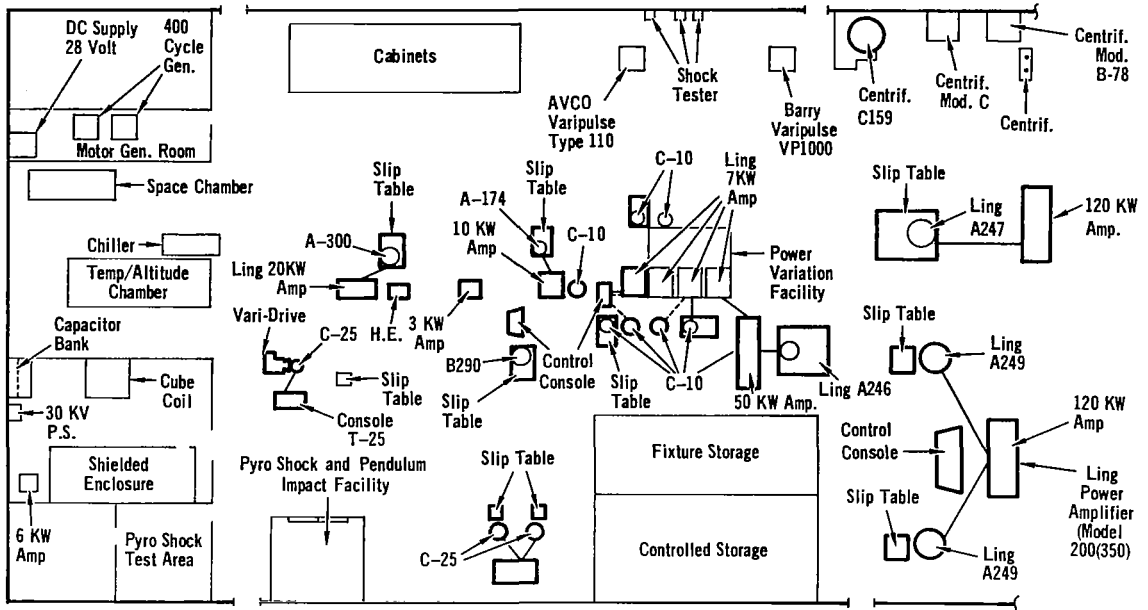 DC Supply
28 Volt
400
Cycle
Gen.
Motor Gen. Room
Space Chamber
Chiller
Temp/Altitude
Chamber
Capacitor
Bank
Cube
Coil
30 KV
P.S.
Shielded
Enclosure
6 KW
Amp
Pyro Shock
Test Area
Cabinets
AVCO
Varipulse
Type 110
Shock
Tester
Barry
Varipulse
VP1000
Slip
Table
A-300
Ling 20KW
Amp
H.E.
3 KW
Amp
Vari-Drive
C-25
Slip
Table
Console
T-25
Slip
Table
A-174
10 KW
Amp
C-10
C-10
Ling
7KW
Amp
Power
Variation
Facility
Control
Console
B290
Slip
Table
Slip
Table
C-10
50 KW Amp.
Ling A246
Pyro Shock and Pendulum
Impact Facility
Slip Table
C-25
Fixture Storage
Controlled Storage
Centrif.
C159
Centrif.
Mod. C
Centrif.
Mod.
B-78
Centrif.
Slip Table
Ling
A247
120 KW
Amp.
Slip Table
Ling
A249
120 KW
Amp
Control
Console
Ling
Power
Amplifier
(Model
200(350)
Slip Table
Ling
A249